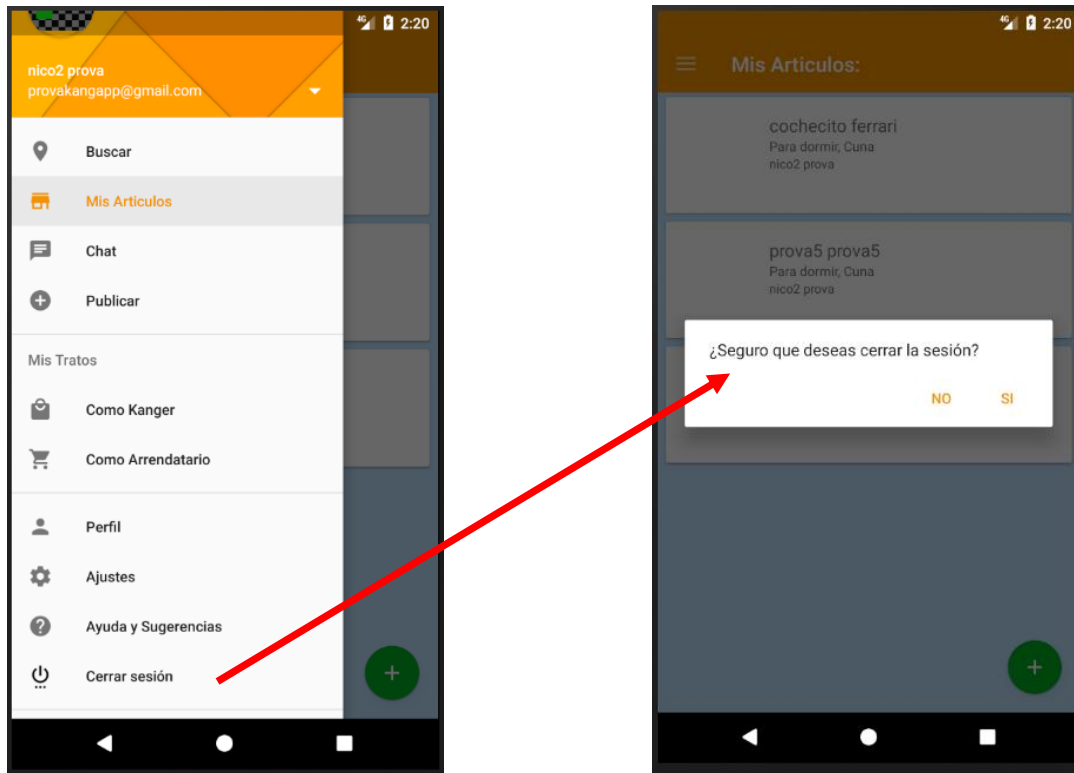 4G 2:20
nico2 prova
provakangapp@gmail.com
Buscar
Mis Articulos
Chat
Publicar
Mis Tratos
Como Kanger
Como Arrendatario
Perfil
Ajustes
Ayuda y Sugerencias
Cerrar sesión
4G 2:20
Mis Articulos:
cochecito ferrari
Para dormir, Cuna
nico2 prova
prova5 prova5
Para dormir, Cuna
nico2 prova
¿Seguro que deseas cerrar la sesión?
NO SI